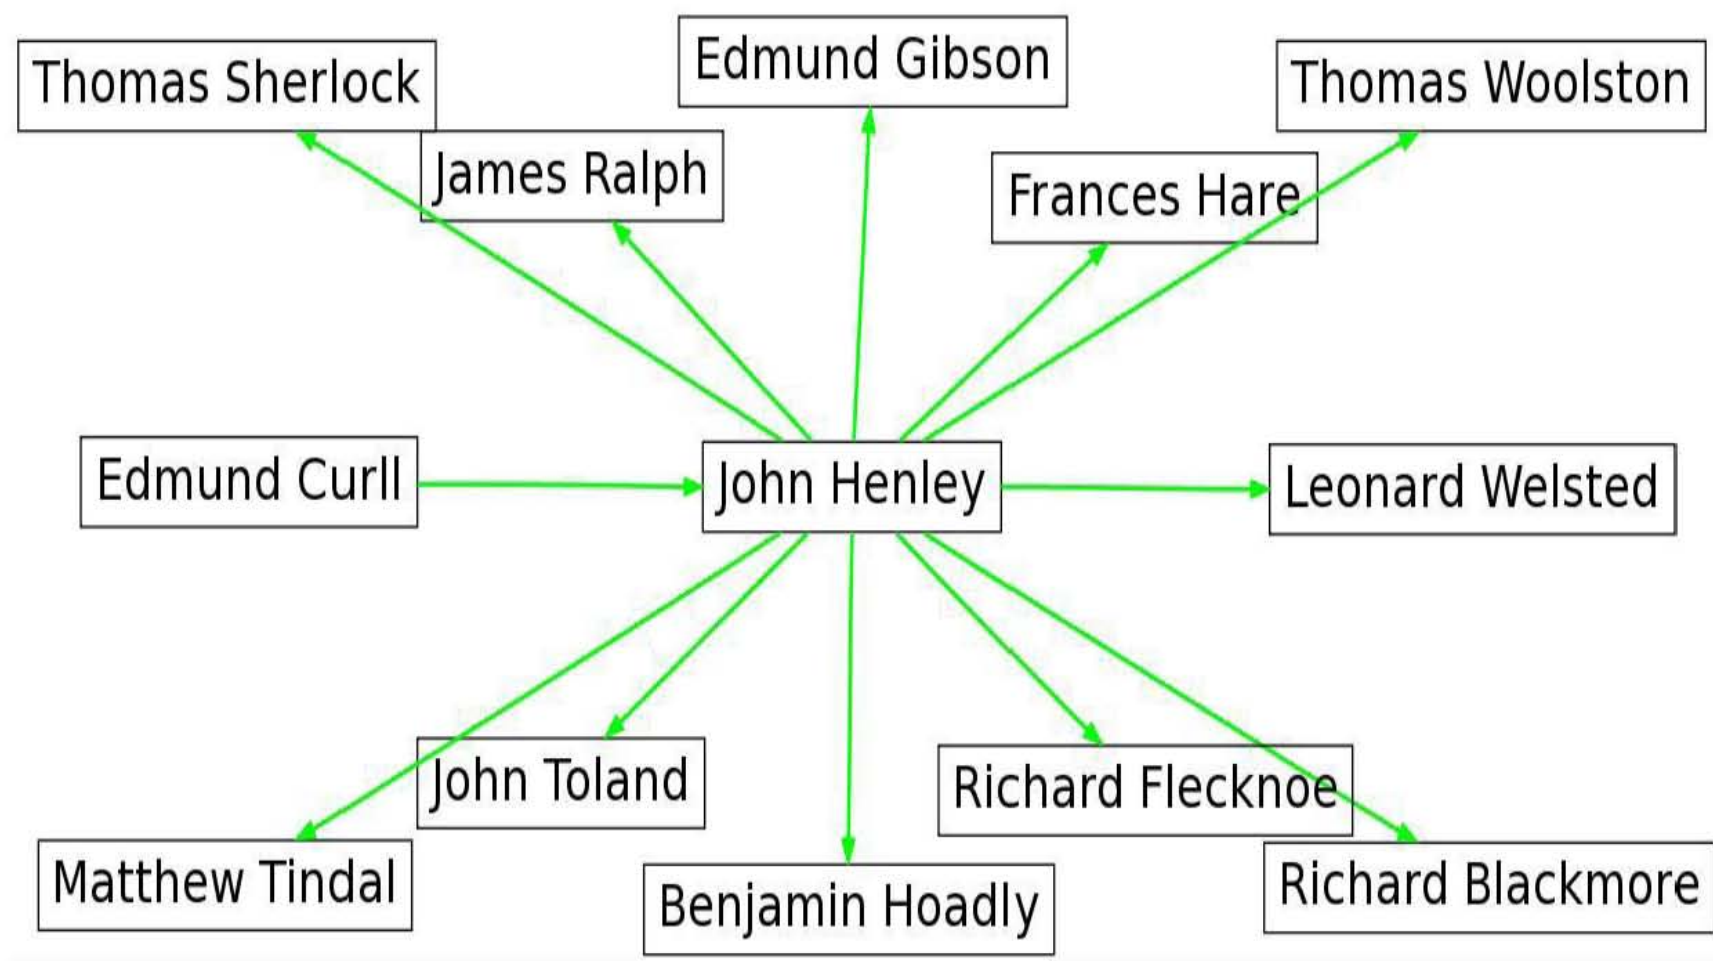 Edmund Gibson
Thomas Sherlock
Thomas Woolston
James Ralph
Frances Hare
Edmund Curll
John Henley
Leonard Welsted
John Toland
Richard Flecknoe
Matthew Tindal
Richard Blackmore
Benjamin Hoadly